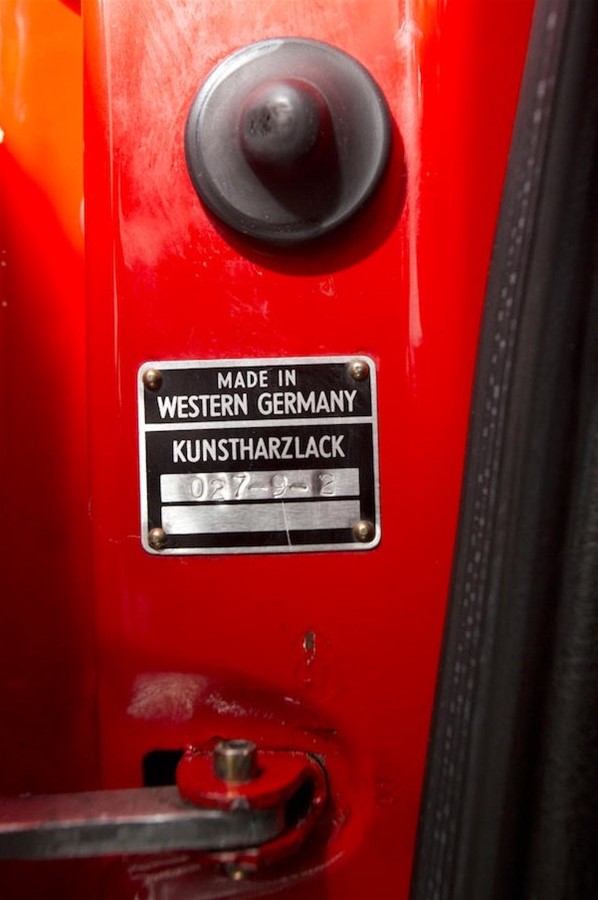 MADE IN
WESTERN GERMANY
KUNSTHARZLACK
027-9-2